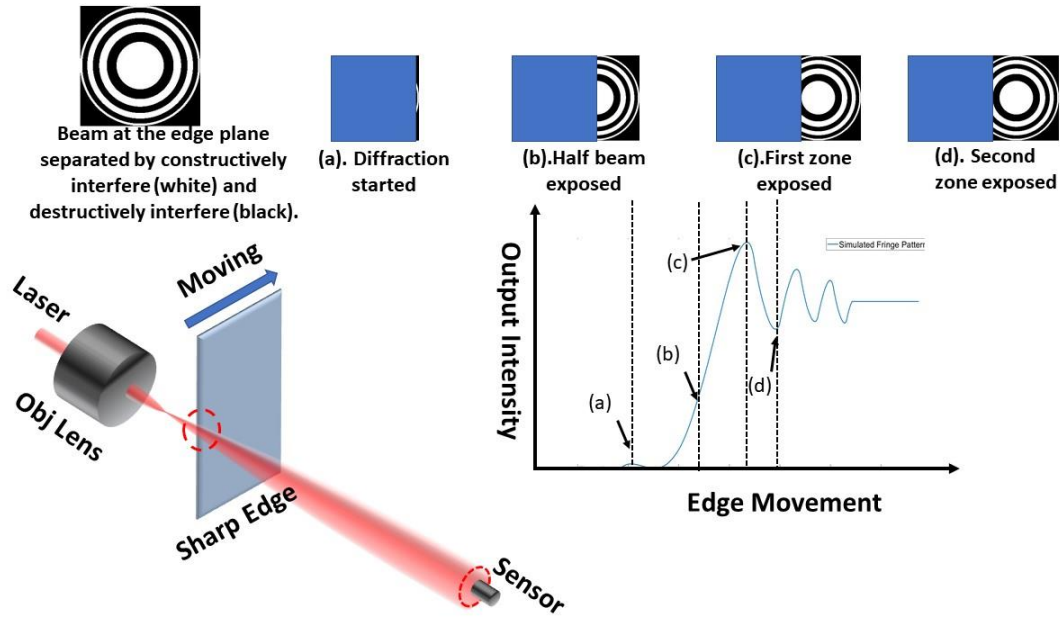 Beam at the edge plane
separated by constructively
interfere (white) and
destructively interfere (black).
(a). Diffraction
started
(b).Half beam
exposed
(c).First zone
exposed
(d). Second
zone exposed
Moving
Laser
Obj Lens
Sharp Edge
Sensor
Output Intensity
Simulated Fringe Pattern
(c)
(b)
(d)
(a)
Edge Movement